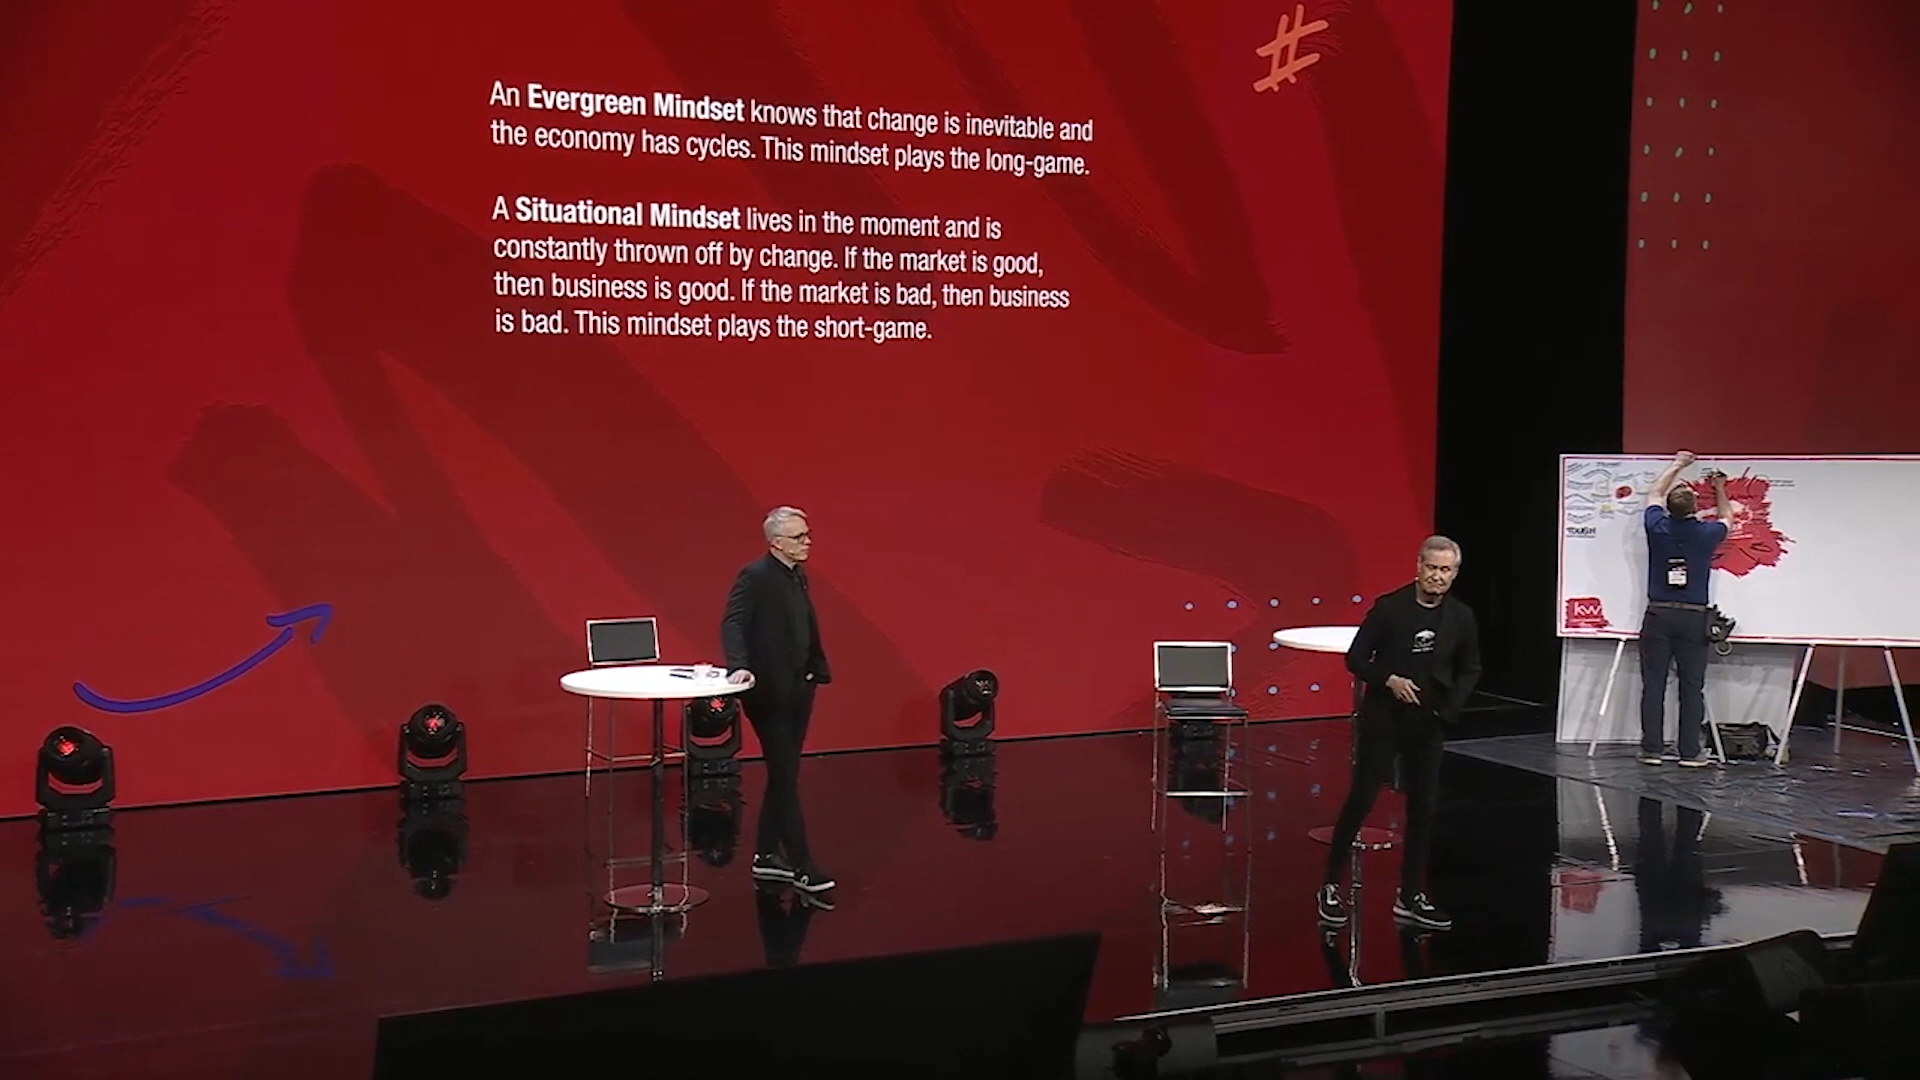 An Evergreen Mindset knows that change is inevitable and
the economy has cycles. This mindset plays the long-game.
A Situational Mindset lives in the moment and is
constantly thrown off by change. If the market is good,
then business is good. If the market is bad, then business
is bad. This mindset plays the short-game.
#
TOUGH
kw